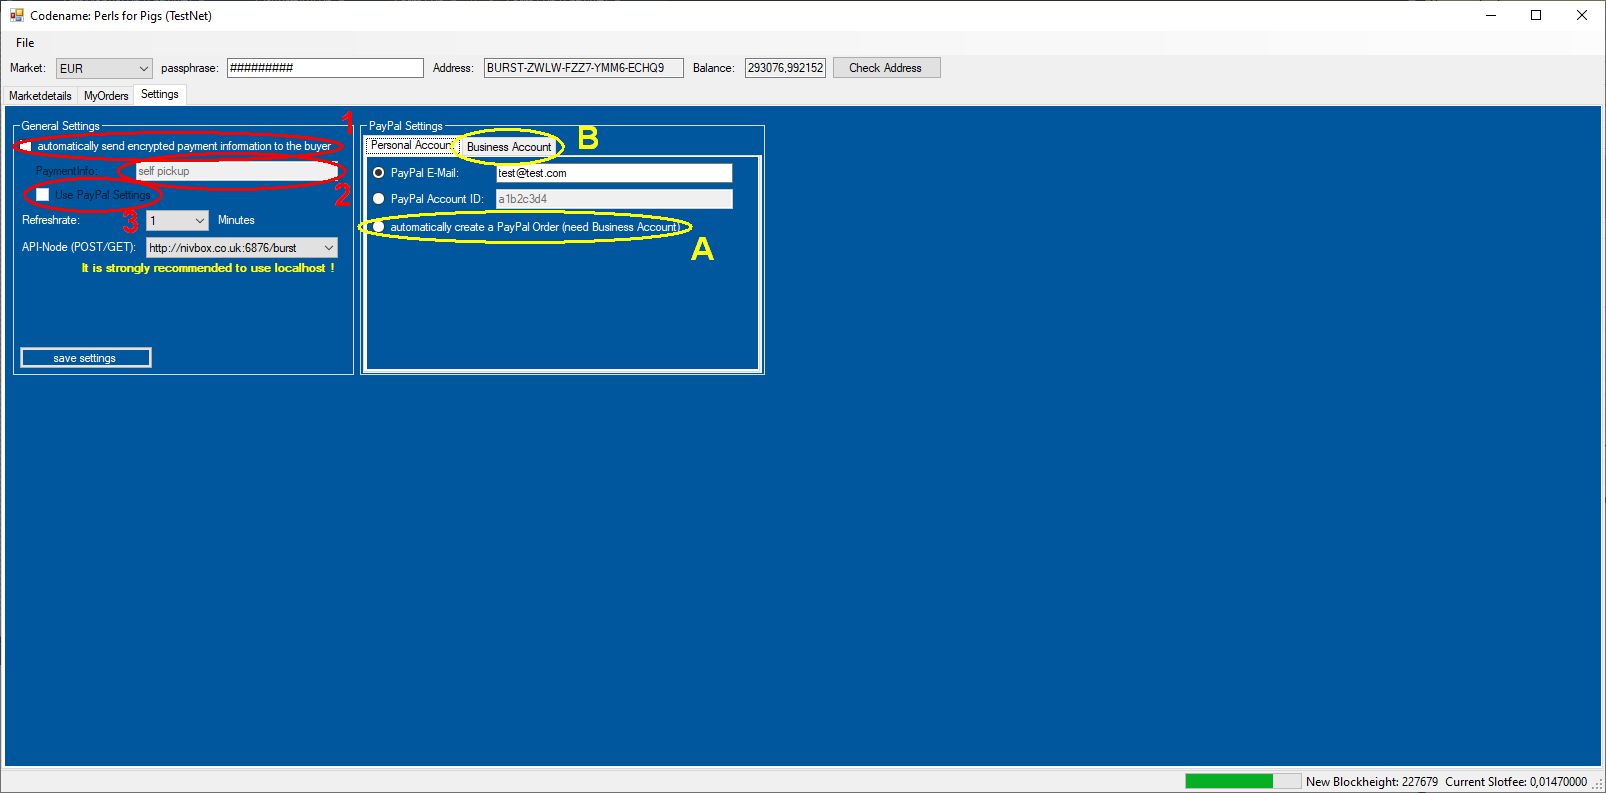 Codename: Perls for Pigs (TestNet)
File
Market: EUR passphrase: ######### Address: BURST-ZWLW-FZZ7-YMM6-ECHQ9 Balance: 293076,992152 Check Address
Marketdetails MyOrders Settings
General Settings 1
automatically send encrypted payment information to the buyer
PaymentInfo: self pickup
2
Use PayPal Settings
3
Refreshrate: 1 Minutes
API-Node (POST/GET): http://nivbox.co.uk:6876/burst
It is strongly recommended to use localhost !
save settings
PayPal Settings
Personal Account Business Account B
PayPal E-Mail: test@test.com
PayPal Account ID: a1b2c3d4
automatically create a PayPal Order (need Business Account)
A
New Blockheight: 227679 Current Slotfee: 0,01470000